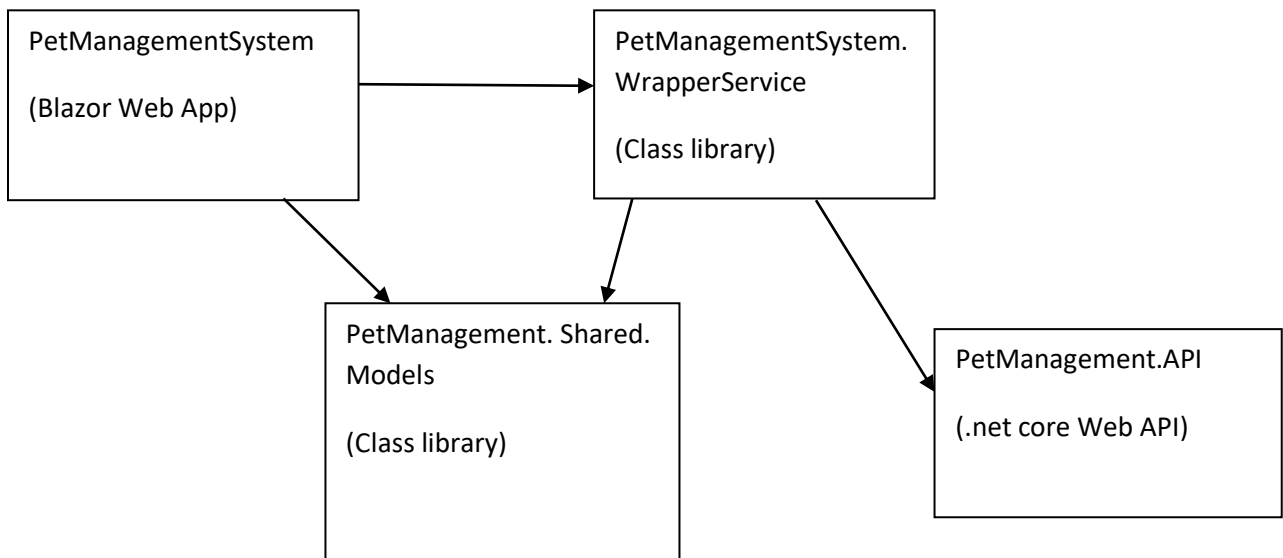 PetManagementSystem
(Blazor Web App)
PetManagementSystem.
WrapperService
(Class library)
PetManagement. Shared.
Models
(Class library)
PetManagement.API
(.net core Web API)